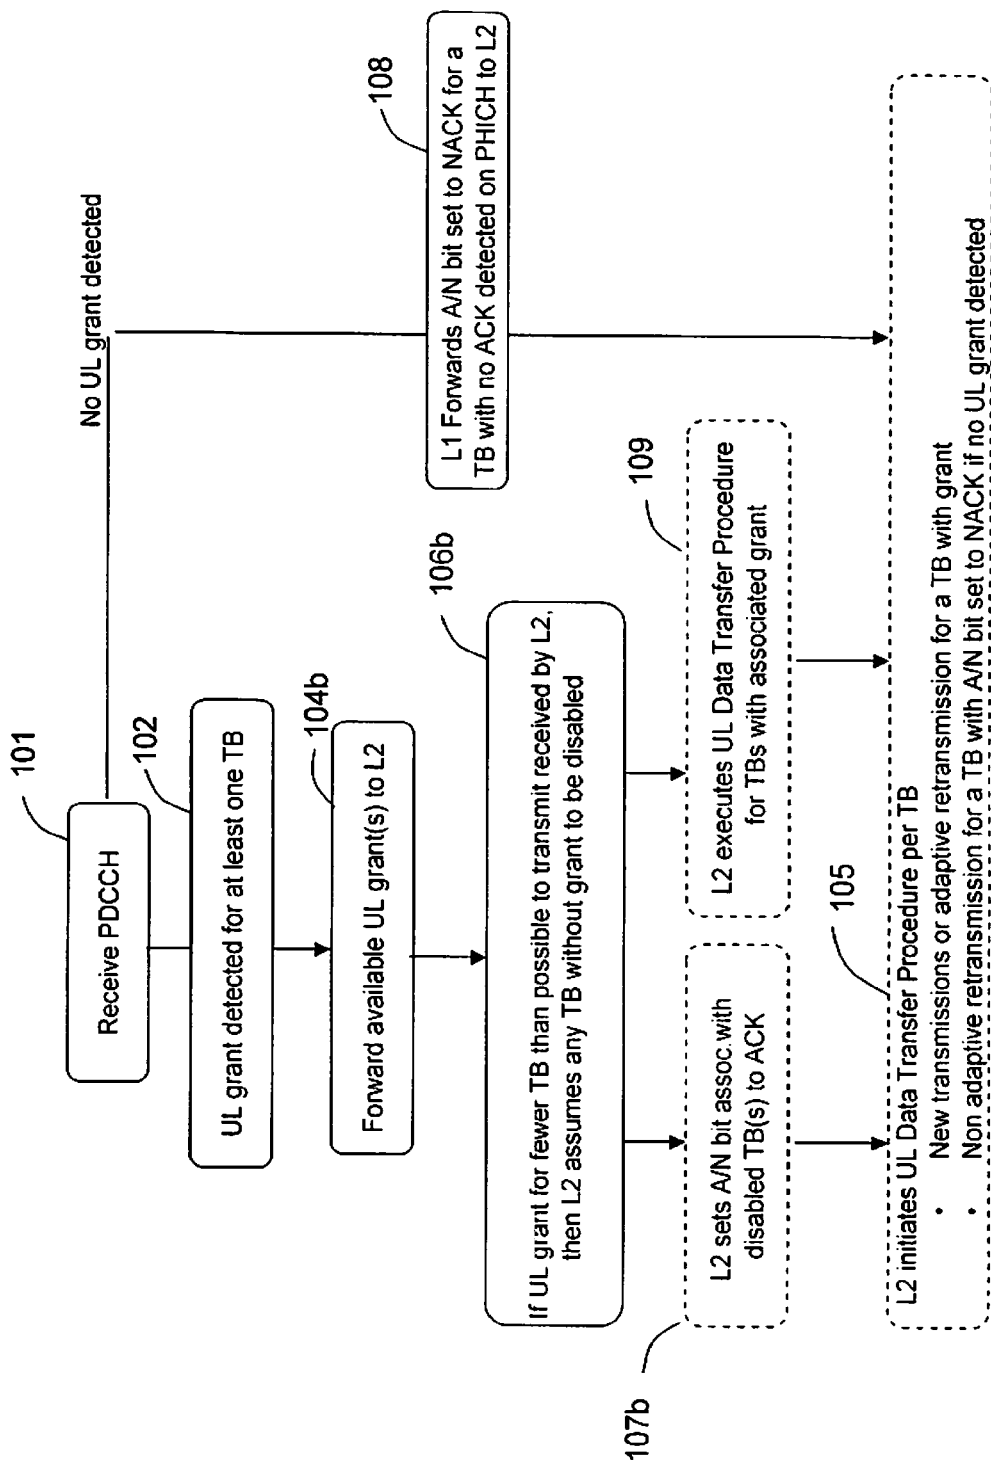 101
Receive PDCCH
No UL grant detected
102
UL grant detected for at least one TB
104b
Forward available UL grant(s) to L2
108
L1 Forwards A/N bit set to NACK for a
TB with no ACK detected on PHICH to L2
106b
If UL grant for fewer TB than possible to transmit received by L2,
then L2 assumes any TB without grant to be disabled
107b
L2 sets A/N bit assoc.with
disabled TB(s) to ACK
109
L2 executes UL Data Transfer Procedure
for TBs with associated grant
105
L2 initiates UL Data Transfer Procedure per TB
• New transmissions or adaptive retransmission for a TB with grant
• Non adaptive retransmission for a TB with A/N bit set to NACK if no UL grant detected